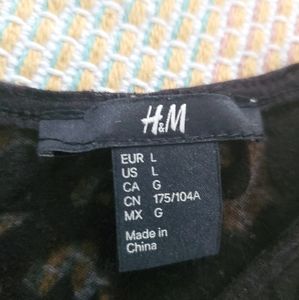 H&M
EUR L
US L
CA G
CN 175/104A
MX G
Made in
China